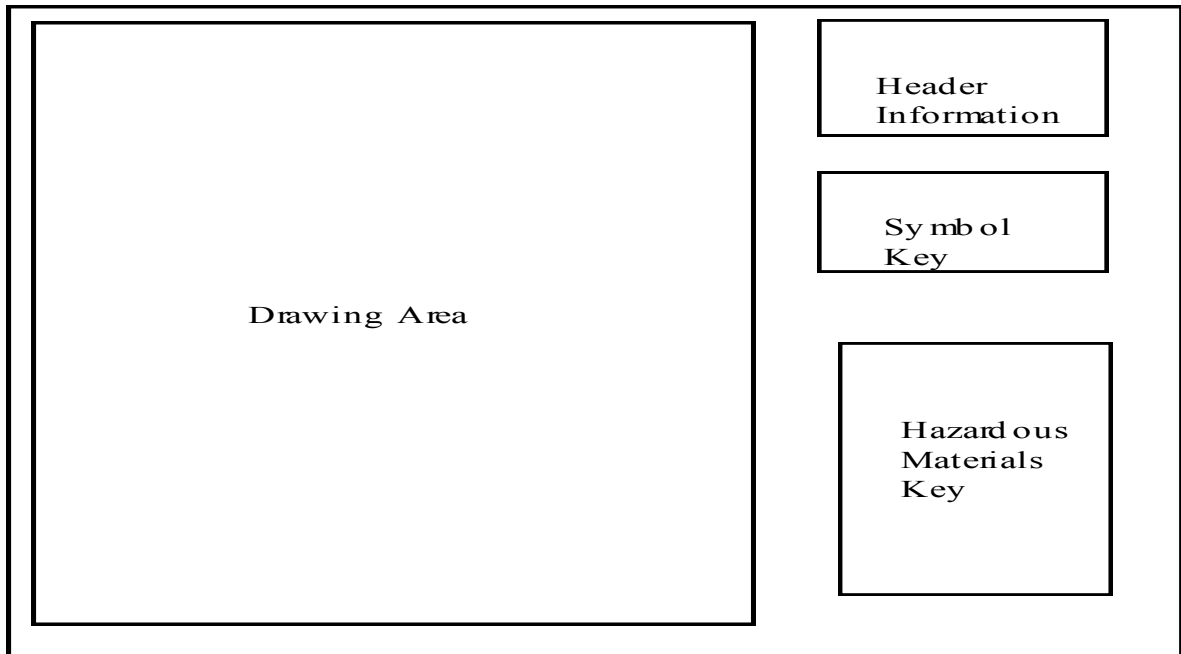 Header
Information
Symbol
Key
Drawing Area
Hazardous
Materials
Key